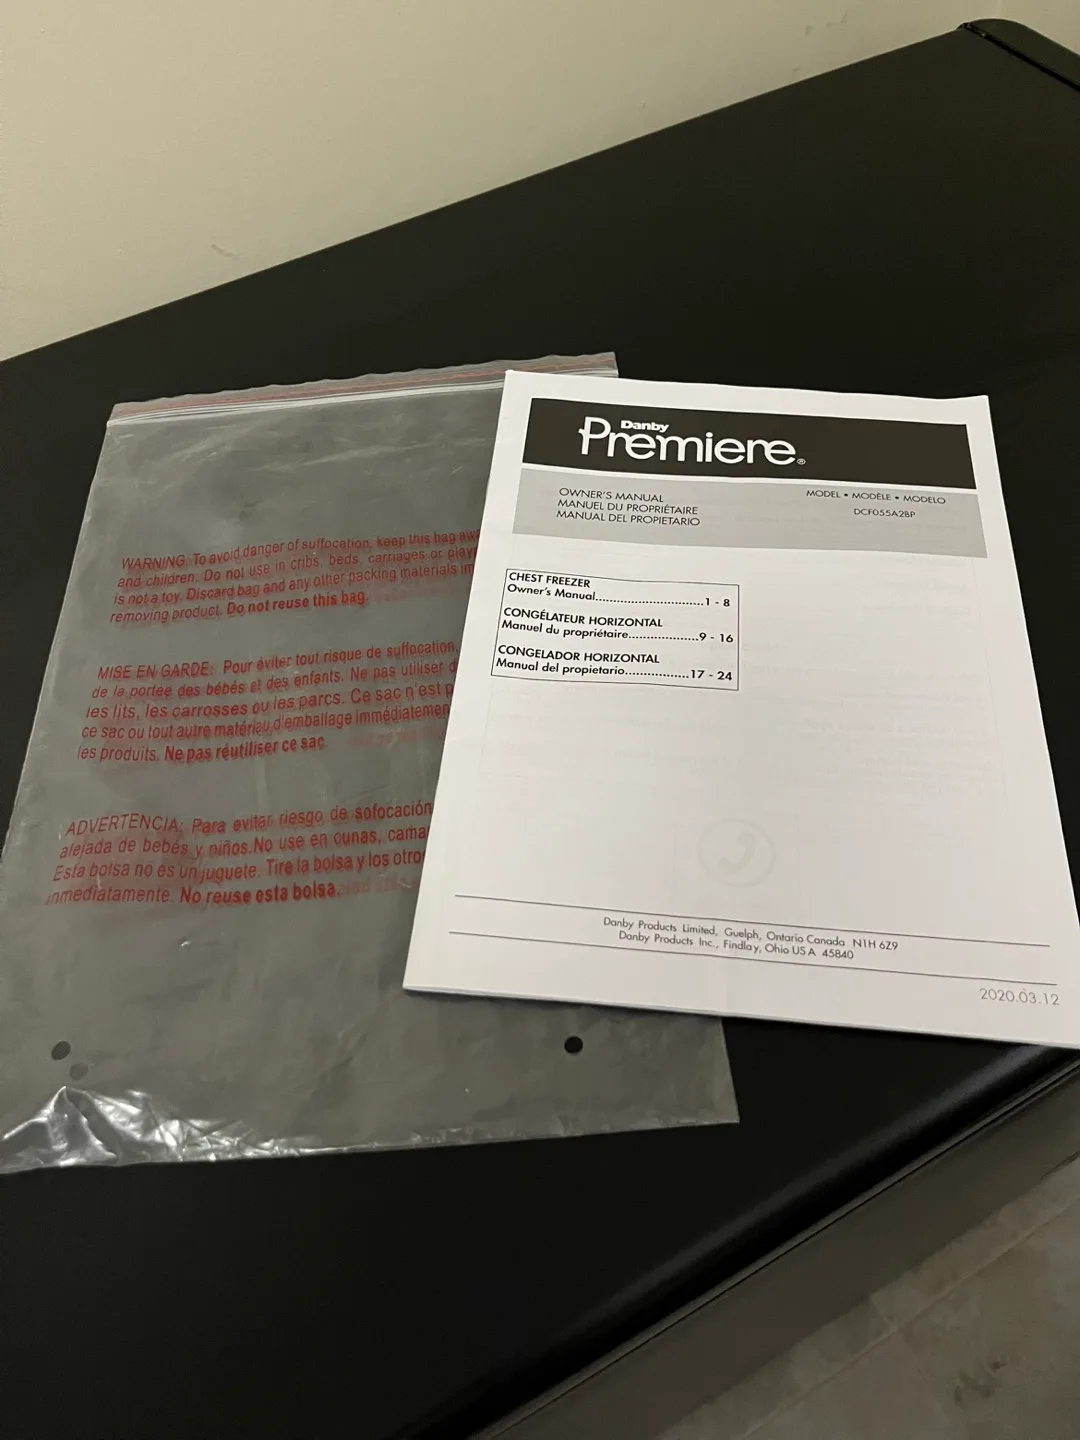 WARNING: To avoid danger of suffocation, keep this bag
and children. Do not use in cribs, beds, carriages or
is not a toy. Discard bag and any other packing materials
removing product. Do not reuse this bag.
MISE EN GARDE: Pour éviter tout risque de suffocation,
de la portée des bébés et des enfants. Ne pas utiliser
les lits, les carrosses ou les parcs. Ce sac n'est
ce sac ou tout autre matériau d'emballage
les produits. Ne pas réutiliser ce sac.
ADVERTENCIA: Para evitar riesgo de sofocación
alejada de bebés y niños.No use en cunas,
Esta bolsa no es un juguete. Tire la bolsa y los
inmediatamente. No reuse esta bolsa.
Danby
Premiere®
OWNER'S MANUAL
MANUEL DU PROPRIÉTAIRE
MANUAL DEL PROPIETARIO
MODEL • MODÈLE • MODELO
DCF055A2BP
CHEST FREEZER
Owner's Manual............................1 - 8
CONGÉLATEUR HORIZONTAL
Manuel du propriétaire..................9 - 16
CONGELADOR HORIZONTAL
Manual del propietario................17 - 24
Danby Products Limited, Guelph, Ontario Canada N1H 6Z9
Danby Products Inc., Findlay, Ohio USA 45840
2020.03.12